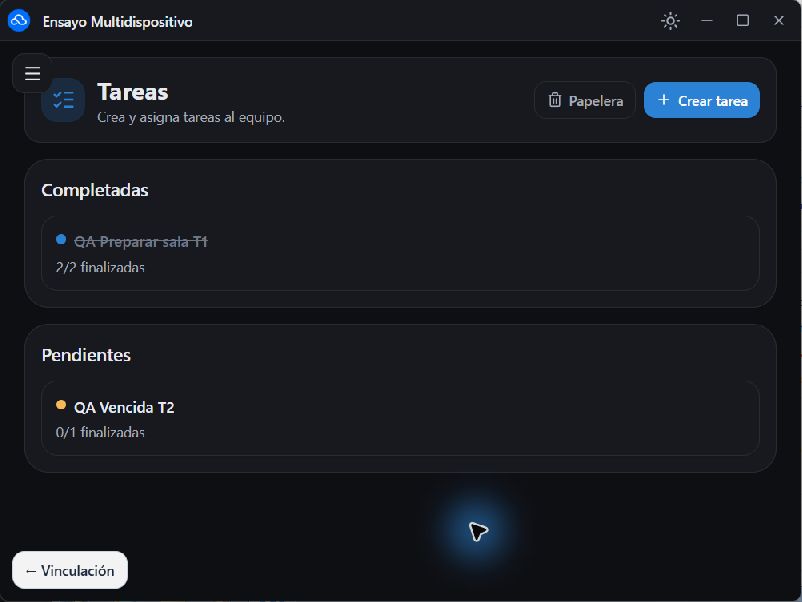 Ensayo Multidispositivo
Tareas
Crea y asigna tareas al equipo.
Papelera
+ Crear tarea
Completadas
QA Preparar sala T1
2/2 finalizadas
Pendientes
QA Vencida T2
0/1 finalizadas
← Vinculación